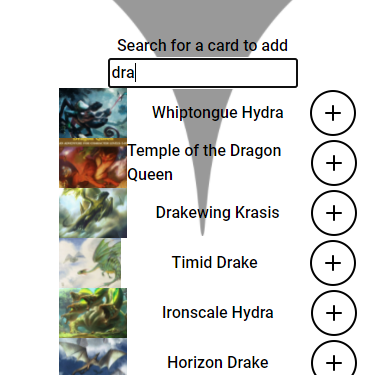 Search for a card to add
dra
Whiptongue Hydra
Temple of the Dragon
Queen
Drakewing Krasis
Timid Drake
Ironscale Hydra
Horizon Drake